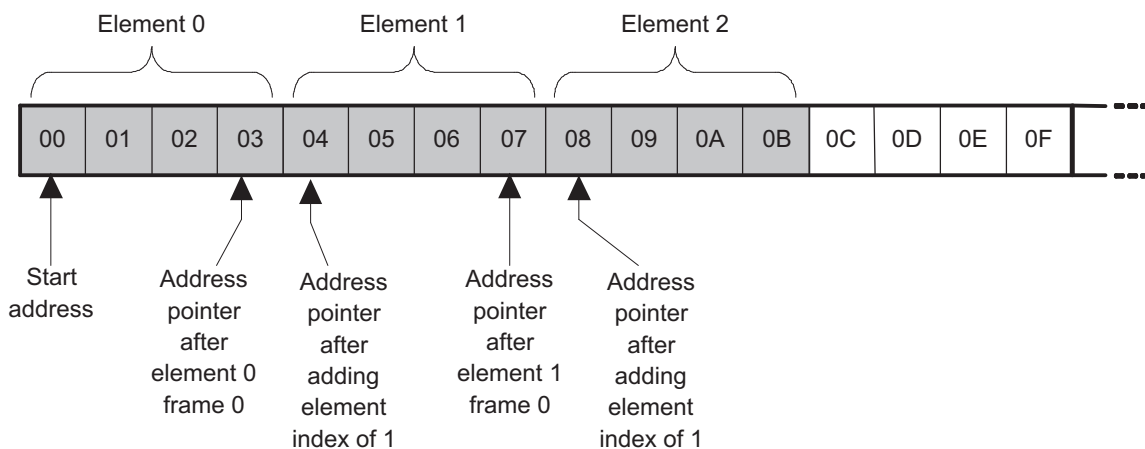 Element 0 Element 1 Element 2
00 01 02 03 04 05 06 07 08 09 0A 0B 0C 0D 0E 0F
Start
address
Address
pointer
after
element 0
frame 0
Address
pointer
after
adding
element
index of 1
Address
pointer
after
element 1
frame 0
Address
pointer
after
adding
element
index of 1